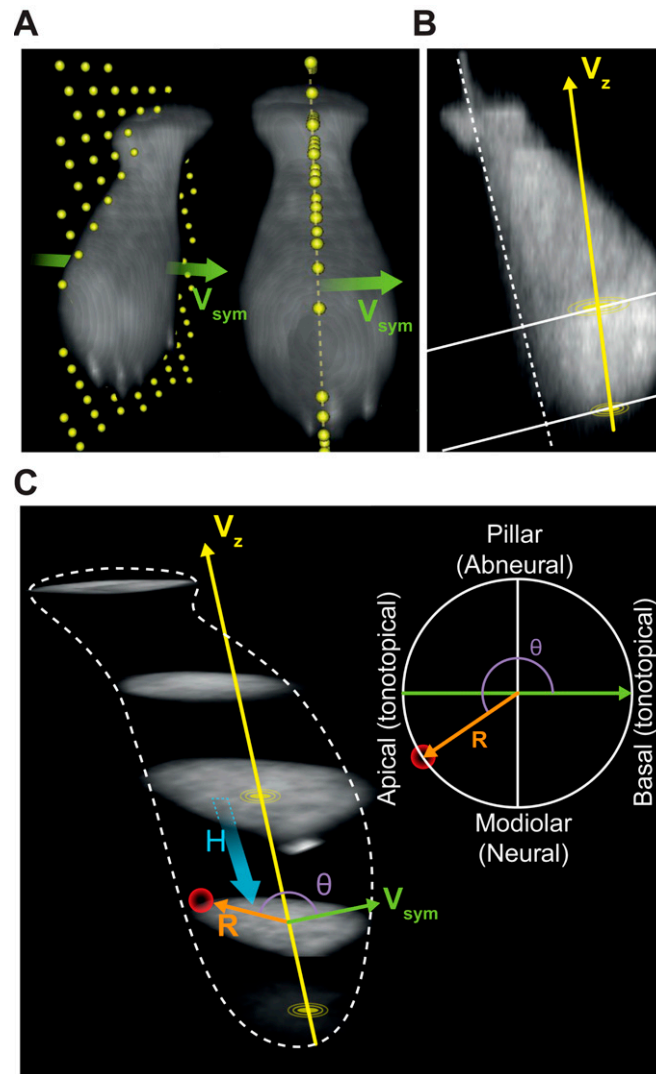 A
B
V_z
V_sym
V_sym
C
V_z
Pillar
(Abneural)
Apical (tonotopical)
θ
Basal (tonotopical)
R
H
θ
Modiolar
(Neural)
R
V_sym